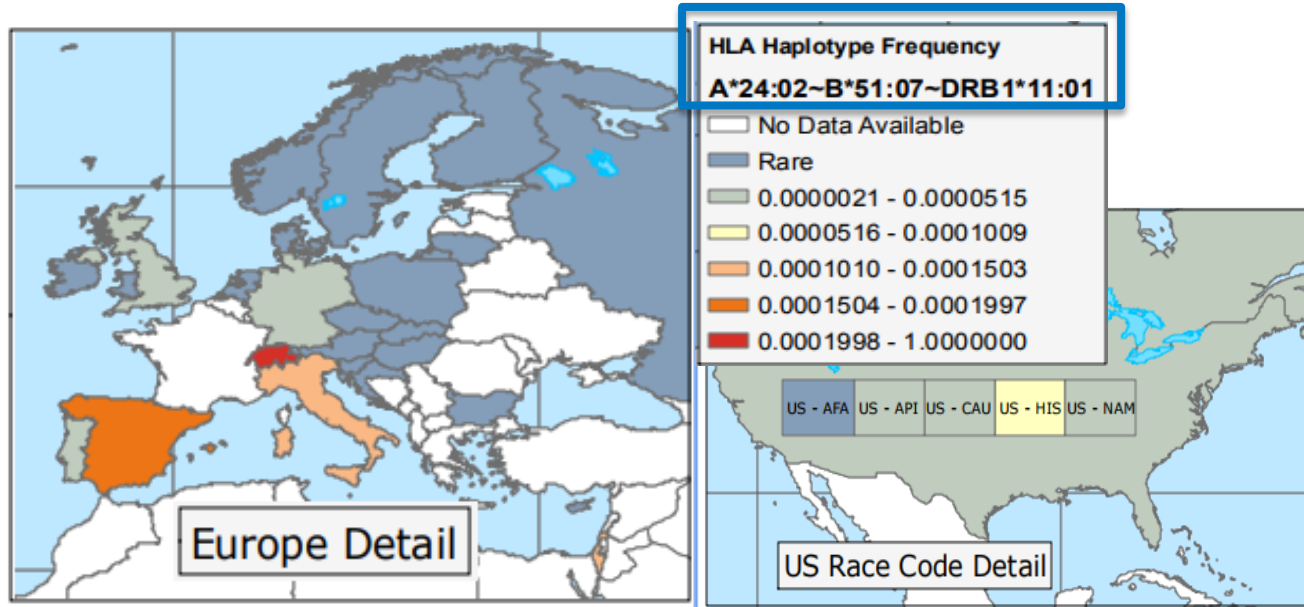 HLA Haplotype Frequency
A*24:02~B*51:07~DRB1*11:01
No Data Available
Rare
0.0000021 - 0.0000515
0.0000516 - 0.0001009
0.0001010 - 0.0001503
0.0001504 - 0.0001997
0.0001998 - 1.0000000
US - AFA US - API US - CAU US - HIS US - NAM
Europe Detail
US Race Code Detail